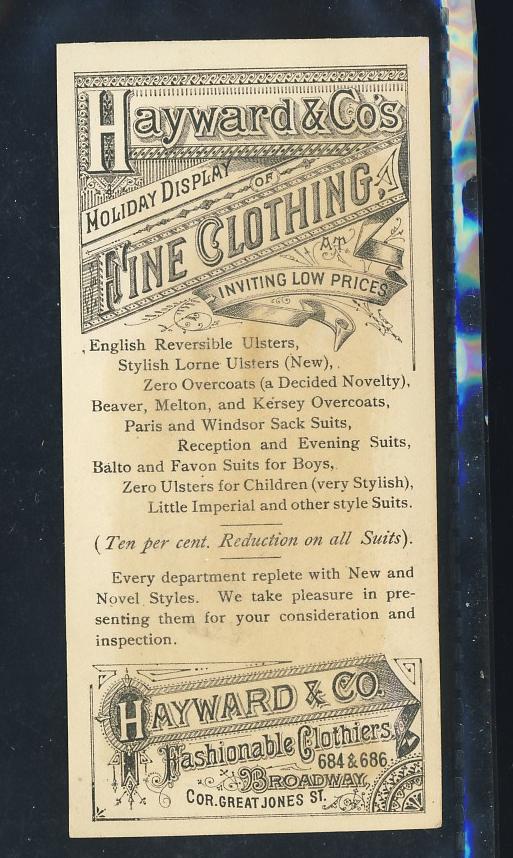 Hayward & Co's
Holiday Display
OF
Fine Clothing,
AT
INVITING LOW PRICES
English Reversible Ulsters,
Stylish Lorne Ulsters (New),
Zero Overcoats (a Decided Novelty),
Beaver, Melton, and Kersey Overcoats,
Paris and Windsor Sack Suits,
Reception and Evening Suits,
Balto and Favon Suits for Boys,
Zero Ulsters for Children (very Stylish),
Little Imperial and other style Suits.
(Ten per cent. Reduction on all Suits).
Every department replete with New and
Novel Styles. We take pleasure in pre-
senting them for your consideration and
inspection.
HAYWARD & CO.
Fashionable Clothiers,
684 & 686
BROADWAY,
COR. GREAT JONES ST.